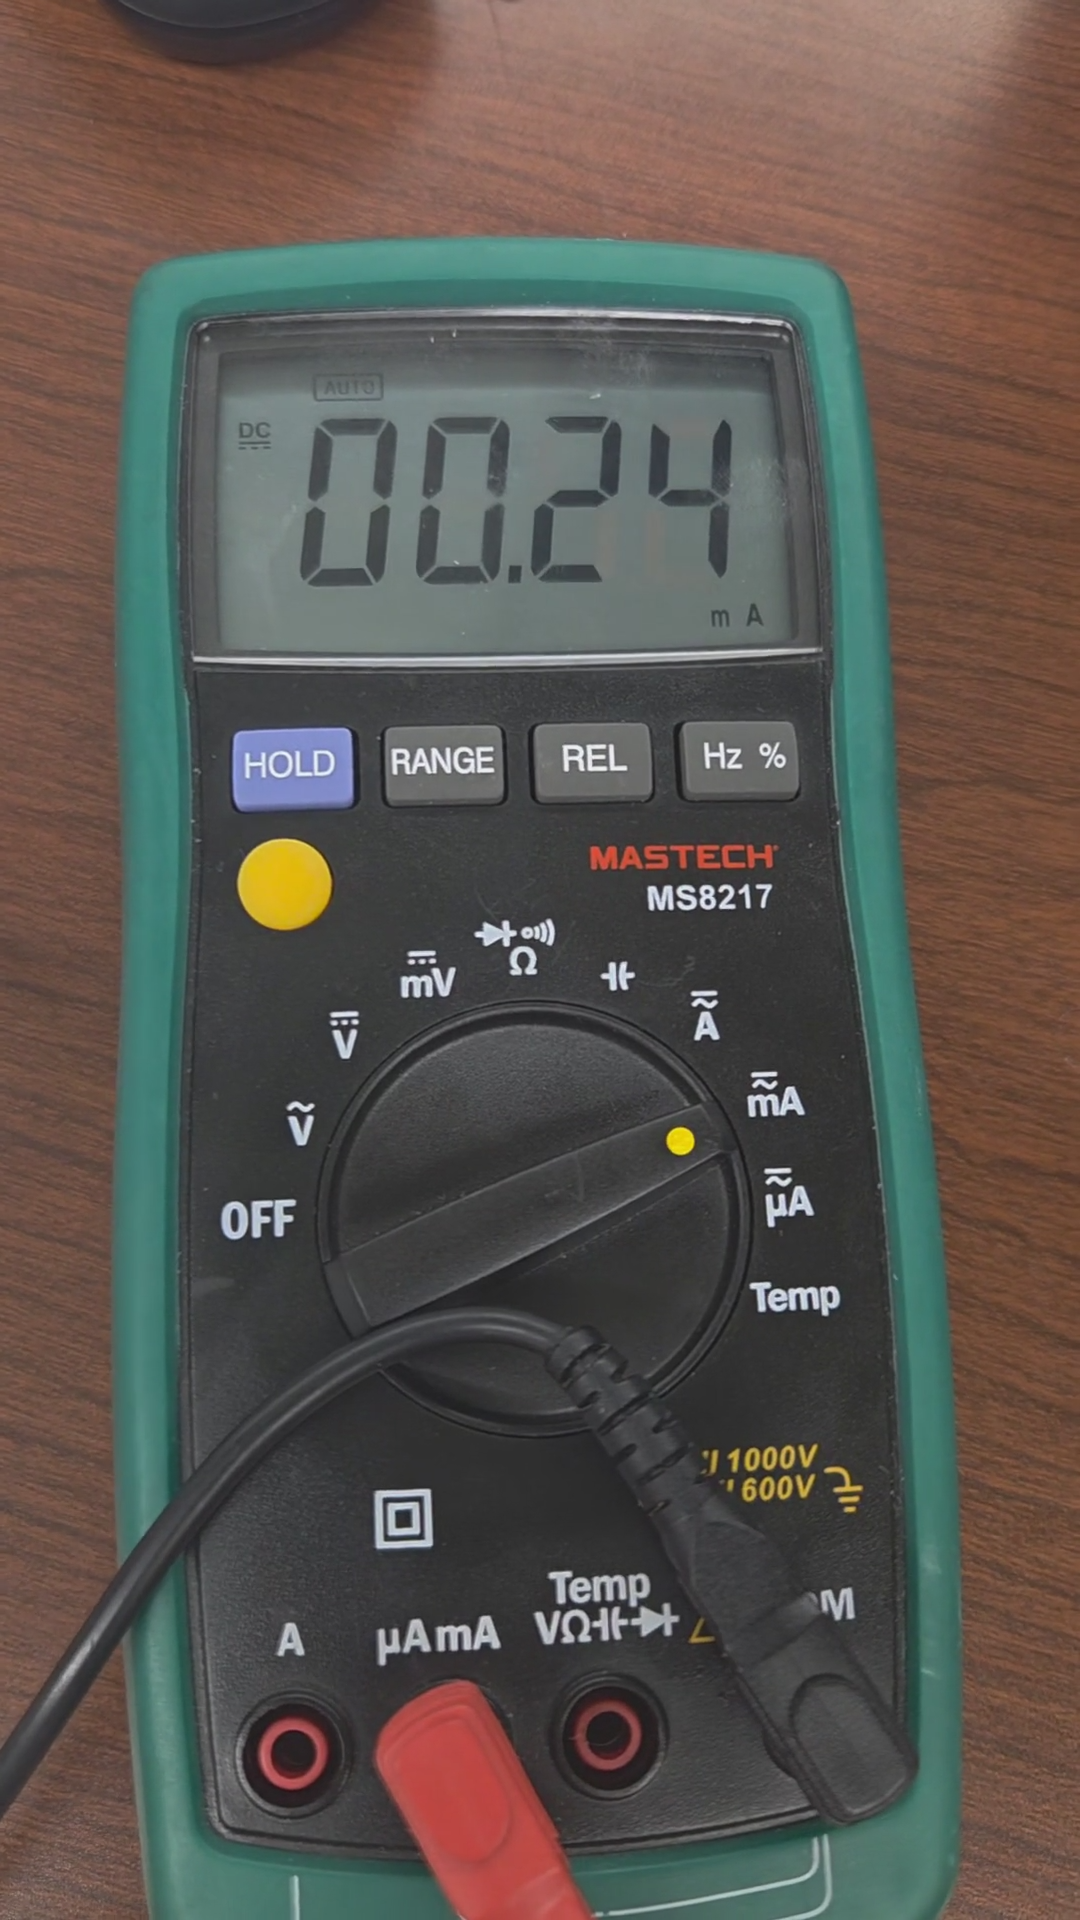 AUTO
DC
00.24
m A
HOLD
RANGE
REL
Hz %
MASTECH
MS8217
Ω
mV
V
A
V
mA
OFF
µA
Temp
1000V
600V
Temp
A
µA mA
VΩ